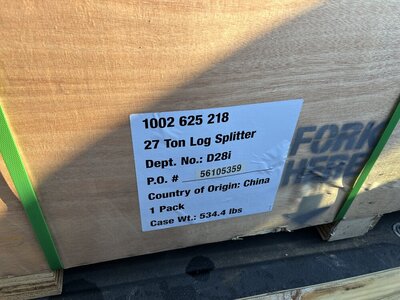 1002 625 218
27 Ton Log Splitter
Dept. No.: D28i
P.O. # 56105359
Country of Origin: China
1 Pack
Case Wt.: 534.4 lbs
FORK
HERE